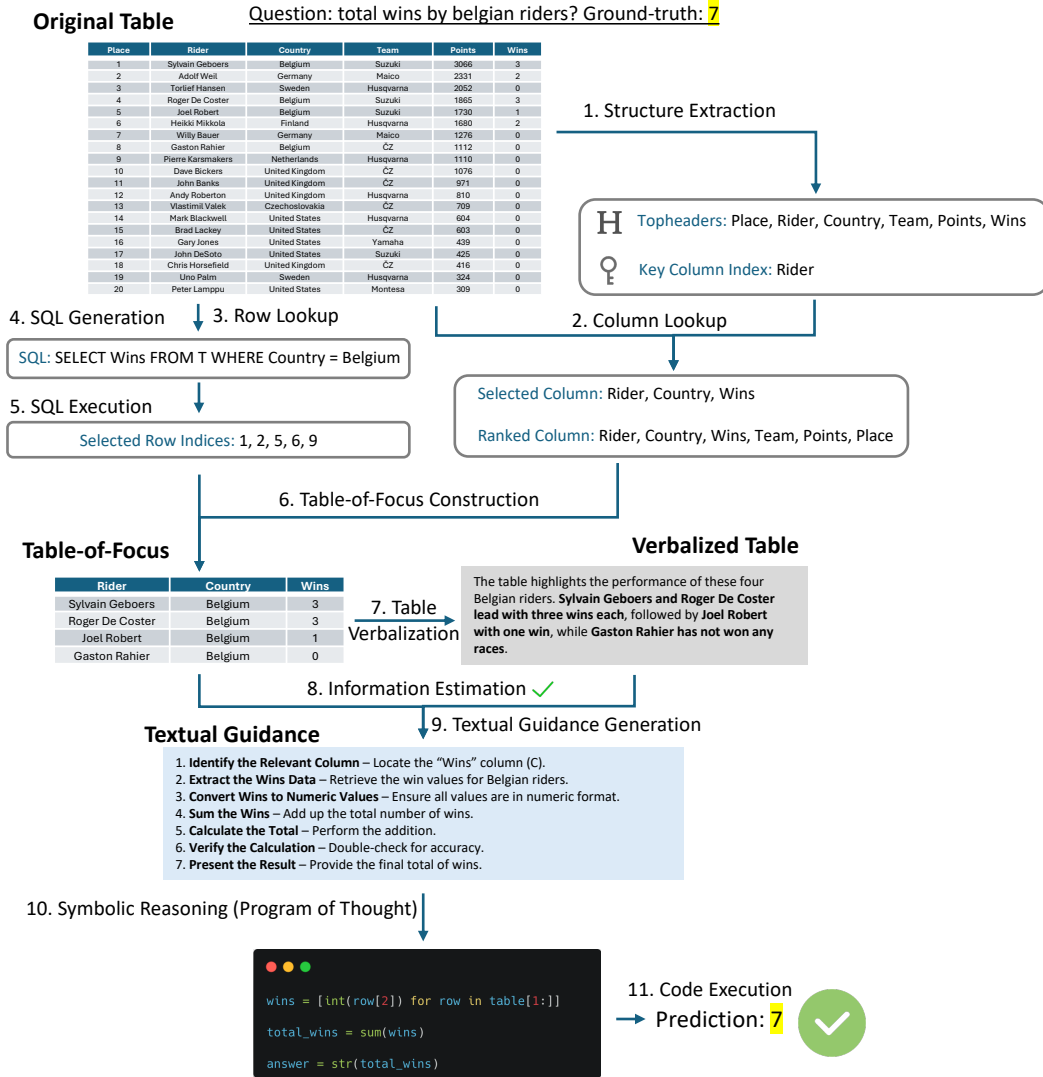 Question: total wins by belgian riders? Ground-truth: 7
Original Table
Place Rider Country Team Points Wins
1 Sylvain Geboers Belgium Suzuki 3066 3
2 Adolf Weil Germany Maico 2331 2
3 Torlief Hansen Sweden Husqvarna 2052 0
4 Roger De Coster Belgium Suzuki 1865 3
5 Joel Robert Belgium Suzuki 1730 1
6 Heikki Mikkola Finland Husqvarna 1680 2
7 Willy Bauer Germany Maico 1276 0
8 Gaston Rahier Belgium ČZ 1112 0
9 Pierre Karsmakers Netherlands Husqvarna 1110 0
10 Dave Bickers United Kingdom ČZ 1076 0
11 John Banks United Kingdom ČZ 971 0
12 Andy Roberton United Kingdom Husqvarna 810 0
13 Vlastimil Valek Czechoslovakia ČZ 709 0
14 Mark Blackwell United States Husqvarna 604 0
15 Brad Lackey United States ČZ 603 0
16 Gary Jones United States Yamaha 439 0
17 John DeSoto United States Suzuki 425 0
18 Chris Horsefield United Kingdom ČZ 416 0
19 Uno Palm Sweden Husqvarna 324 0
20 Peter Lamppu United States Montesa 309 0
1. Structure Extraction
H Topheaders: Place, Rider, Country, Team, Points, Wins
Key Column Index: Rider
4. SQL Generation
3. Row Lookup
2. Column Lookup
SQL: SELECT Wins FROM T WHERE Country = Belgium
5. SQL Execution
Selected Row Indices: 1, 2, 5, 6, 9
Selected Column: Rider, Country, Wins
Ranked Column: Rider, Country, Wins, Team, Points, Place
6. Table-of-Focus Construction
Table-of-Focus
Rider Country Wins
Sylvain Geboers Belgium 3
Roger De Coster Belgium 3
Joel Robert Belgium 1
Gaston Rahier Belgium 0
7. Table
Verbalization
Verbalized Table
The table highlights the performance of these four
Belgian riders. Sylvain Geboers and Roger De Coster
lead with three wins each, followed by Joel Robert
with one win, while Gaston Rahier has not won any
races.
8. Information Estimation
9. Textual Guidance Generation
Textual Guidance
1. Identify the Relevant Column – Locate the “Wins” column (C).
2. Extract the Wins Data – Retrieve the win values for Belgian riders.
3. Convert Wins to Numeric Values – Ensure all values are in numeric format.
4. Sum the Wins – Add up the total number of wins.
5. Calculate the Total – Perform the addition.
6. Verify the Calculation – Double-check for accuracy.
7. Present the Result – Provide the final total of wins.
10. Symbolic Reasoning (Program of Thought)
wins = [int(row[2]) for row in table[1:]]
total_wins = sum(wins)
answer = str(total_wins)
11. Code Execution
Prediction: 7